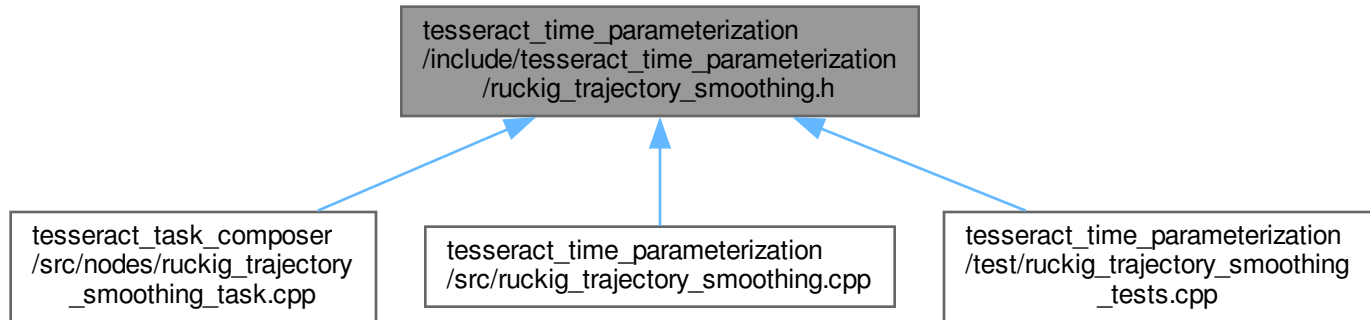 tesseract_time_parameterization
/include/tesseract_time_parameterization
/ruckig_trajectory_smoothing.h
tesseract_task_composer
/src/nodes/ruckig_trajectory
_smoothing_task.cpp
tesseract_time_parameterization
/src/ruckig_trajectory_smoothing.cpp
tesseract_time_parameterization
/test/ruckig_trajectory_smoothing
_tests.cpp